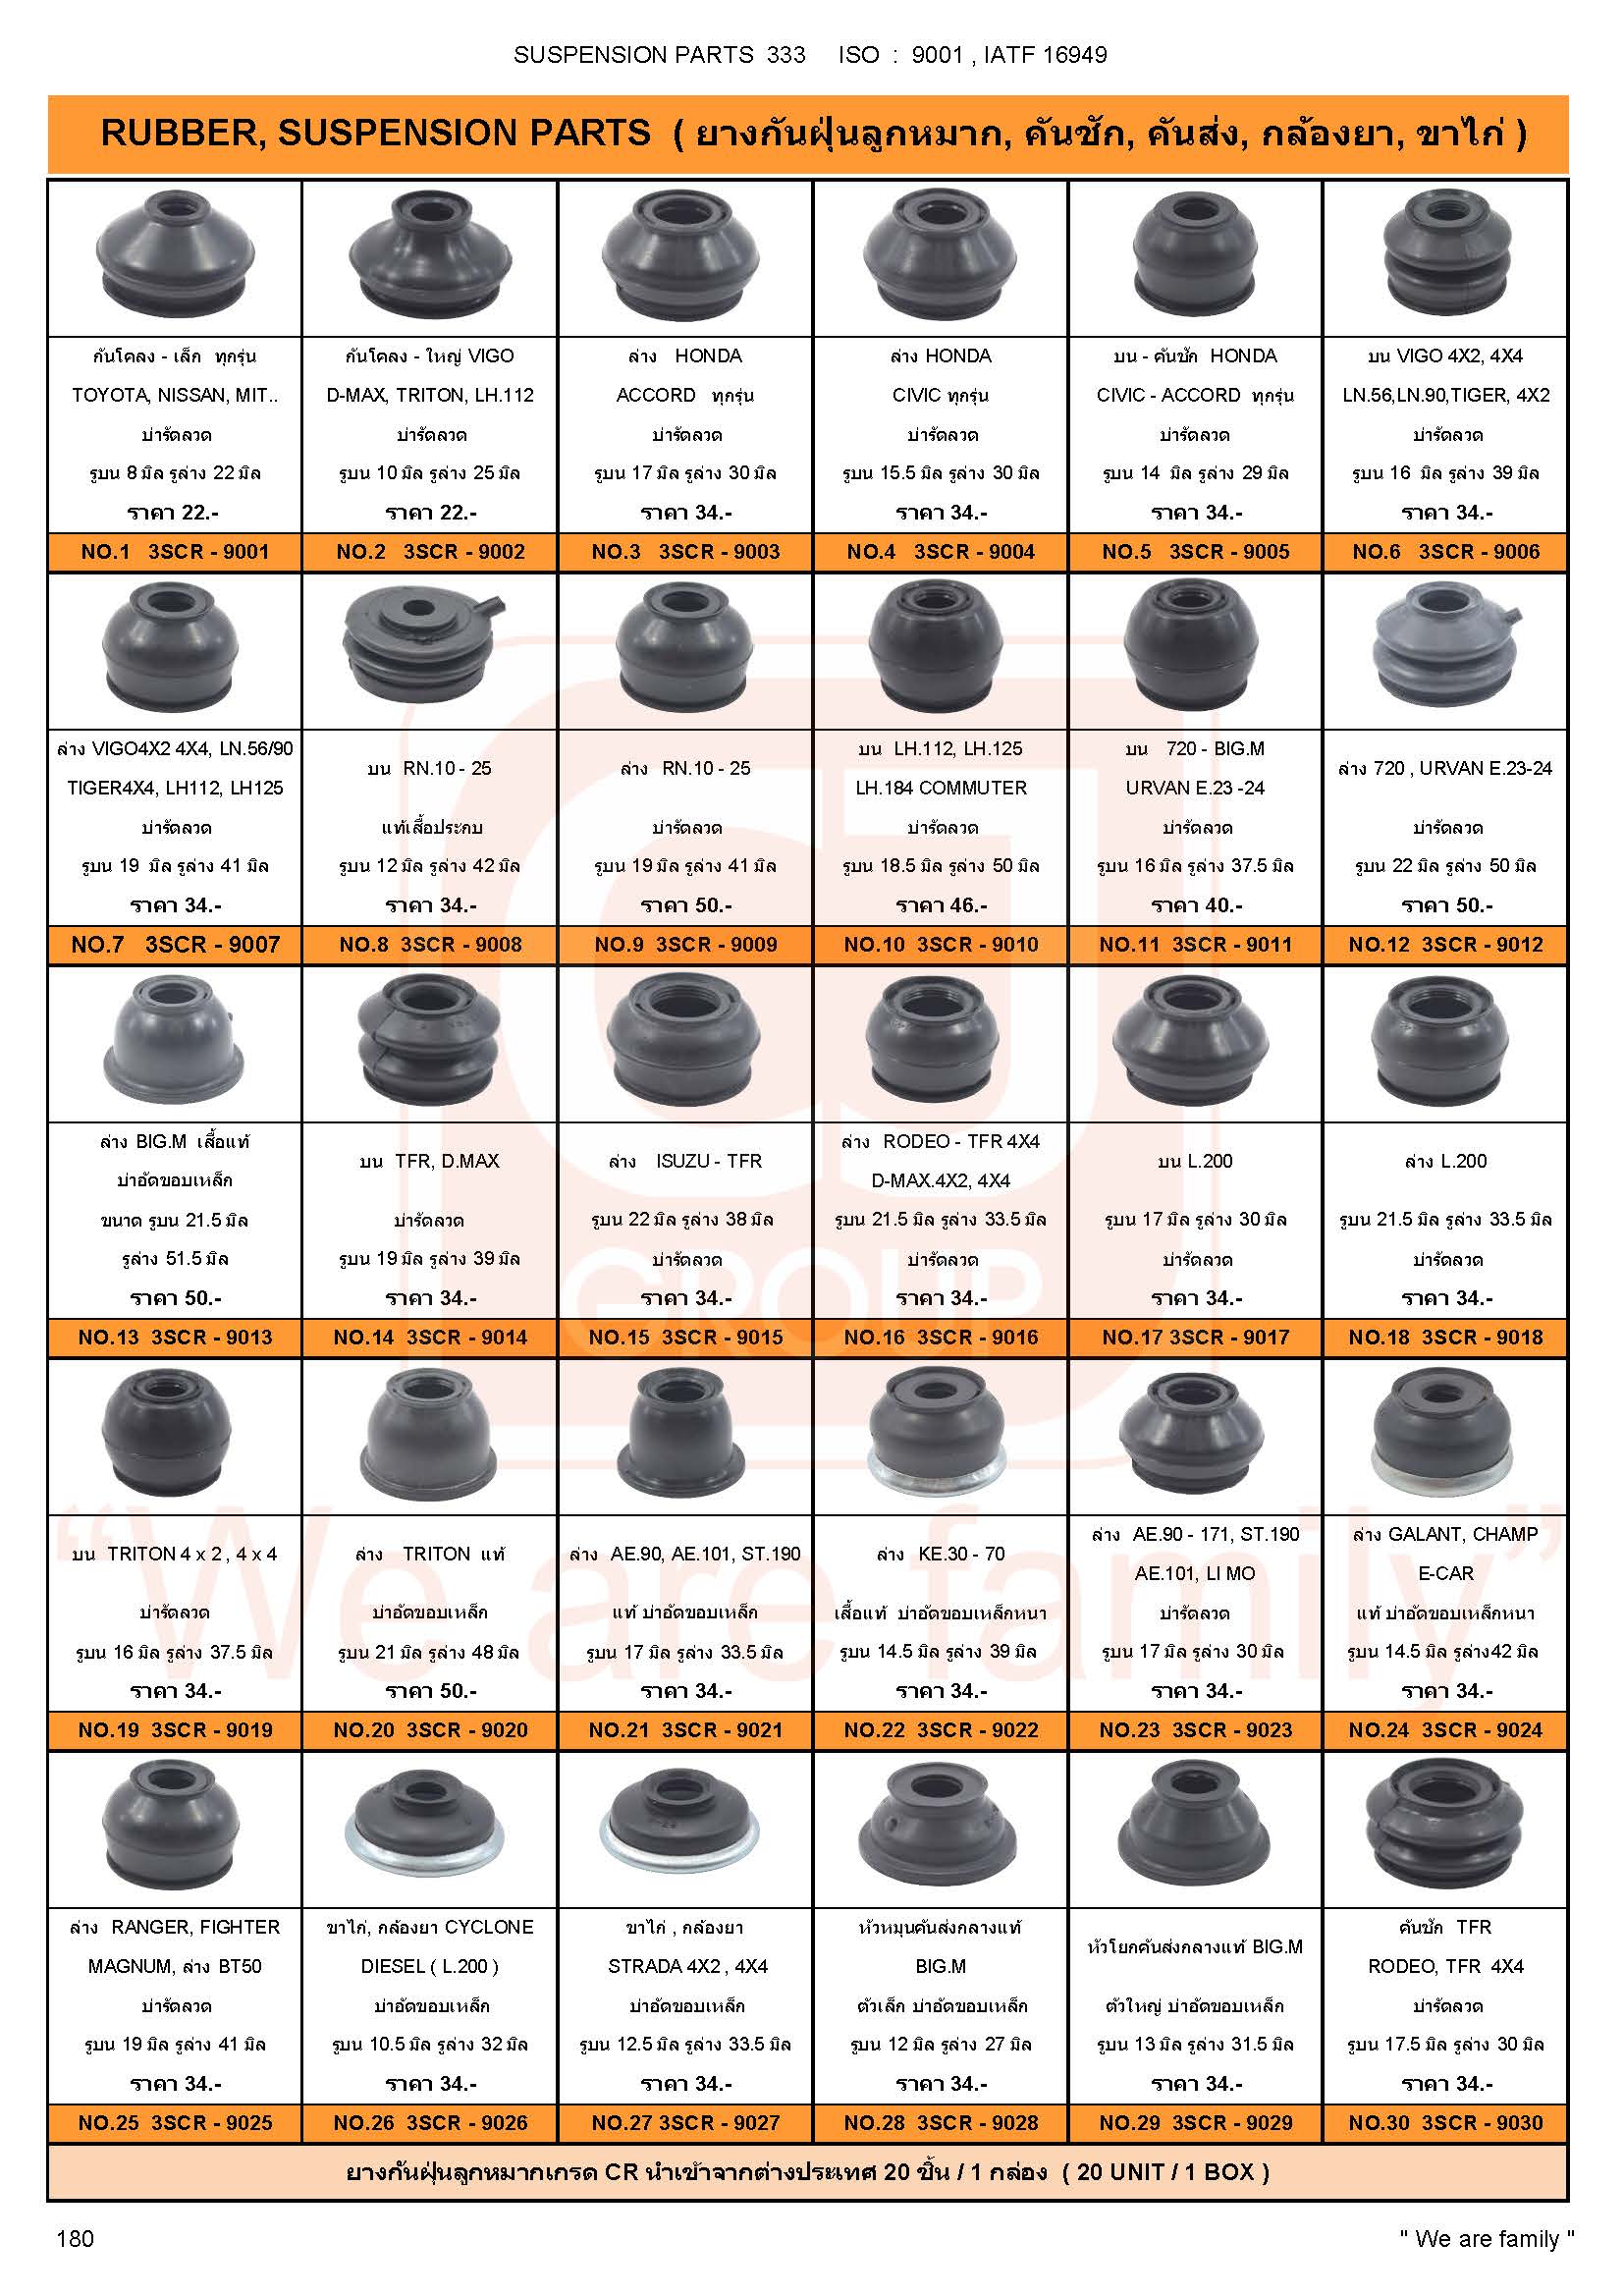 SUSPENSION PARTS 333 ISO : 9001 , IATF 16949
RUBBER, SUSPENSION PARTS ( ยางกันฝุ่นลูกหมาก, คันชัก, คันส่ง, กล้องยา, ขาไก่ )
กันโคลง - เล็ก ทุกรุ่น
TOYOTA, NISSAN, MIT..
บ่ารัดลวด
รูบน 8 มิล รูล่าง 22 มิล
ราคา 22.-
NO.1 3SCR - 9001
กันโคลง - ใหญ่ VIGO
D-MAX, TRITON, LH.112
บ่ารัดลวด
รูบน 10 มิล รูล่าง 25 มิล
ราคา 22.-
NO.2 3SCR - 9002
ล่าง HONDA
ACCORD ทุกรุ่น
บ่ารัดลวด
รูบน 17 มิล รูล่าง 30 มิล
ราคา 34.-
NO.3 3SCR - 9003
ล่าง HONDA
CIVIC ทุกรุ่น
บ่ารัดลวด
รูบน 15.5 มิล รูล่าง 30 มิล
ราคา 34.-
NO.4 3SCR - 9004
บน - คันชัก HONDA
CIVIC - ACCORD ทุกรุ่น
บ่ารัดลวด
รูบน 14 มิล รูล่าง 29 มิล
ราคา 34.-
NO.5 3SCR - 9005
บน VIGO 4X2, 4X4
LN.56,LN.90,TIGER, 4X2
บ่ารัดลวด
รูบน 16 มิล รูล่าง 39 มิล
ราคา 34.-
NO.6 3SCR - 9006
ล่าง VIGO4X2 4X4, LN.56/90
TIGER4X4, LH112, LH125
บ่ารัดลวด
รูบน 19 มิล รูล่าง 41 มิล
ราคา 34.-
NO.7 3SCR - 9007
บน RN.10 - 25
แท้เสื้อประกบ
รูบน 12 มิล รูล่าง 42 มิล
ราคา 34.-
NO.8 3SCR - 9008
ล่าง RN.10 - 25
บ่ารัดลวด
รูบน 19 มิล รูล่าง 41 มิล
ราคา 50.-
NO.9 3SCR - 9009
บน LH.112, LH.125
LH.184 COMMUTER
บ่ารัดลวด
รูบน 18.5 มิล รูล่าง 50 มิล
ราคา 46.-
NO.10 3SCR - 9010
บน 720 - BIG.M
URVAN E.23 -24
บ่ารัดลวด
รูบน 16 มิล รูล่าง 37.5 มิล
ราคา 40.-
NO.11 3SCR - 9011
ล่าง 720 , URVAN E.23-24
บ่ารัดลวด
รูบน 22 มิล รูล่าง 50 มิล
ราคา 50.-
NO.12 3SCR - 9012
ล่าง BIG.M เสื้อแท้
บ่าอัดขอบเหล็ก
ขนาด รูบน 21.5 มิล
รูล่าง 51.5 มิล
ราคา 50.-
NO.13 3SCR - 9013
บน TFR, D.MAX
บ่ารัดลวด
รูบน 19 มิล รูล่าง 39 มิล
ราคา 34.-
NO.14 3SCR - 9014
ล่าง ISUZU - TFR
รูบน 22 มิล รูล่าง 38 มิล
บ่ารัดลวด
ราคา 34.-
NO.15 3SCR - 9015
ล่าง RODEO - TFR 4X4
D-MAX.4X2, 4X4
รูบน 21.5 มิล รูล่าง 33.5 มิล
บ่ารัดลวด
ราคา 34.-
NO.16 3SCR - 9016
บน L.200
รูบน 17 มิล รูล่าง 30 มิล
บ่ารัดลวด
ราคา 34.-
NO.17 3SCR - 9017
ล่าง L.200
รูบน 21.5 มิล รูล่าง 33.5 มิล
บ่ารัดลวด
ราคา 34.-
NO.18 3SCR - 9018
บน TRITON 4 x 2 , 4 x 4
บ่ารัดลวด
รูบน 16 มิล รูล่าง 37.5 มิล
ราคา 34.-
NO.19 3SCR - 9019
ล่าง TRITON แท้
บ่าอัดขอบเหล็ก
รูบน 21 มิล รูล่าง 48 มิล
ราคา 50.-
NO.20 3SCR - 9020
ล่าง AE.90, AE.101, ST.190
แท้ บ่าอัดขอบเหล็ก
รูบน 17 มิล รูล่าง 33.5 มิล
ราคา 34.-
NO.21 3SCR - 9021
ล่าง KE.30 - 70
เสื้อแท้ บ่าอัดขอบเหล็กหนา
รูบน 14.5 มิล รูล่าง 39 มิล
ราคา 34.-
NO.22 3SCR - 9022
ล่าง AE.90 - 171, ST.190
AE.101, LI MO
บ่ารัดลวด
รูบน 17 มิล รูล่าง 30 มิล
ราคา 34.-
NO.23 3SCR - 9023
ล่าง GALANT, CHAMP
E-CAR
แท้ บ่าอัดขอบเหล็กหนา
รูบน 14.5 มิล รูล่าง42 มิล
ราคา 34.-
NO.24 3SCR - 9024
ล่าง RANGER, FIGHTER
MAGNUM, ล่าง BT50
บ่ารัดลวด
รูบน 19 มิล รูล่าง 41 มิล
ราคา 34.-
NO.25 3SCR - 9025
ขาไก่, กล้องยา CYCLONE
DIESEL ( L.200 )
บ่าอัดขอบเหล็ก
รูบน 10.5 มิล รูล่าง 32 มิล
ราคา 34.-
NO.26 3SCR - 9026
ขาไก่ , กล้องยา
STRADA 4X2 , 4X4
บ่าอัดขอบเหล็ก
รูบน 12.5 มิล รูล่าง 33.5 มิล
ราคา 34.-
NO.27 3SCR - 9027
หัวหมุนคันส่งกลางแท้
BIG.M
ตัวเล็ก บ่าอัดขอบเหล็ก
รูบน 12 มิล รูล่าง 27 มิล
ราคา 34.-
NO.28 3SCR - 9028
หัวโยกคันส่งกลางแท้ BIG.M
ตัวใหญ่ บ่าอัดขอบเหล็ก
รูบน 13 มิล รูล่าง 31.5 มิล
ราคา 34.-
NO.29 3SCR - 9029
คันชัก TFR
RODEO, TFR 4X4
บ่ารัดลวด
รูบน 17.5 มิล รูล่าง 30 มิล
ราคา 34.-
NO.30 3SCR - 9030
CJ
GROUP
“We are family”
ยางกันฝุ่นลูกหมากเกรด CR นำเข้าจากต่างประเทศ 20 ชิ้น / 1 กล่อง ( 20 UNIT / 1 BOX )
180
" We are family "